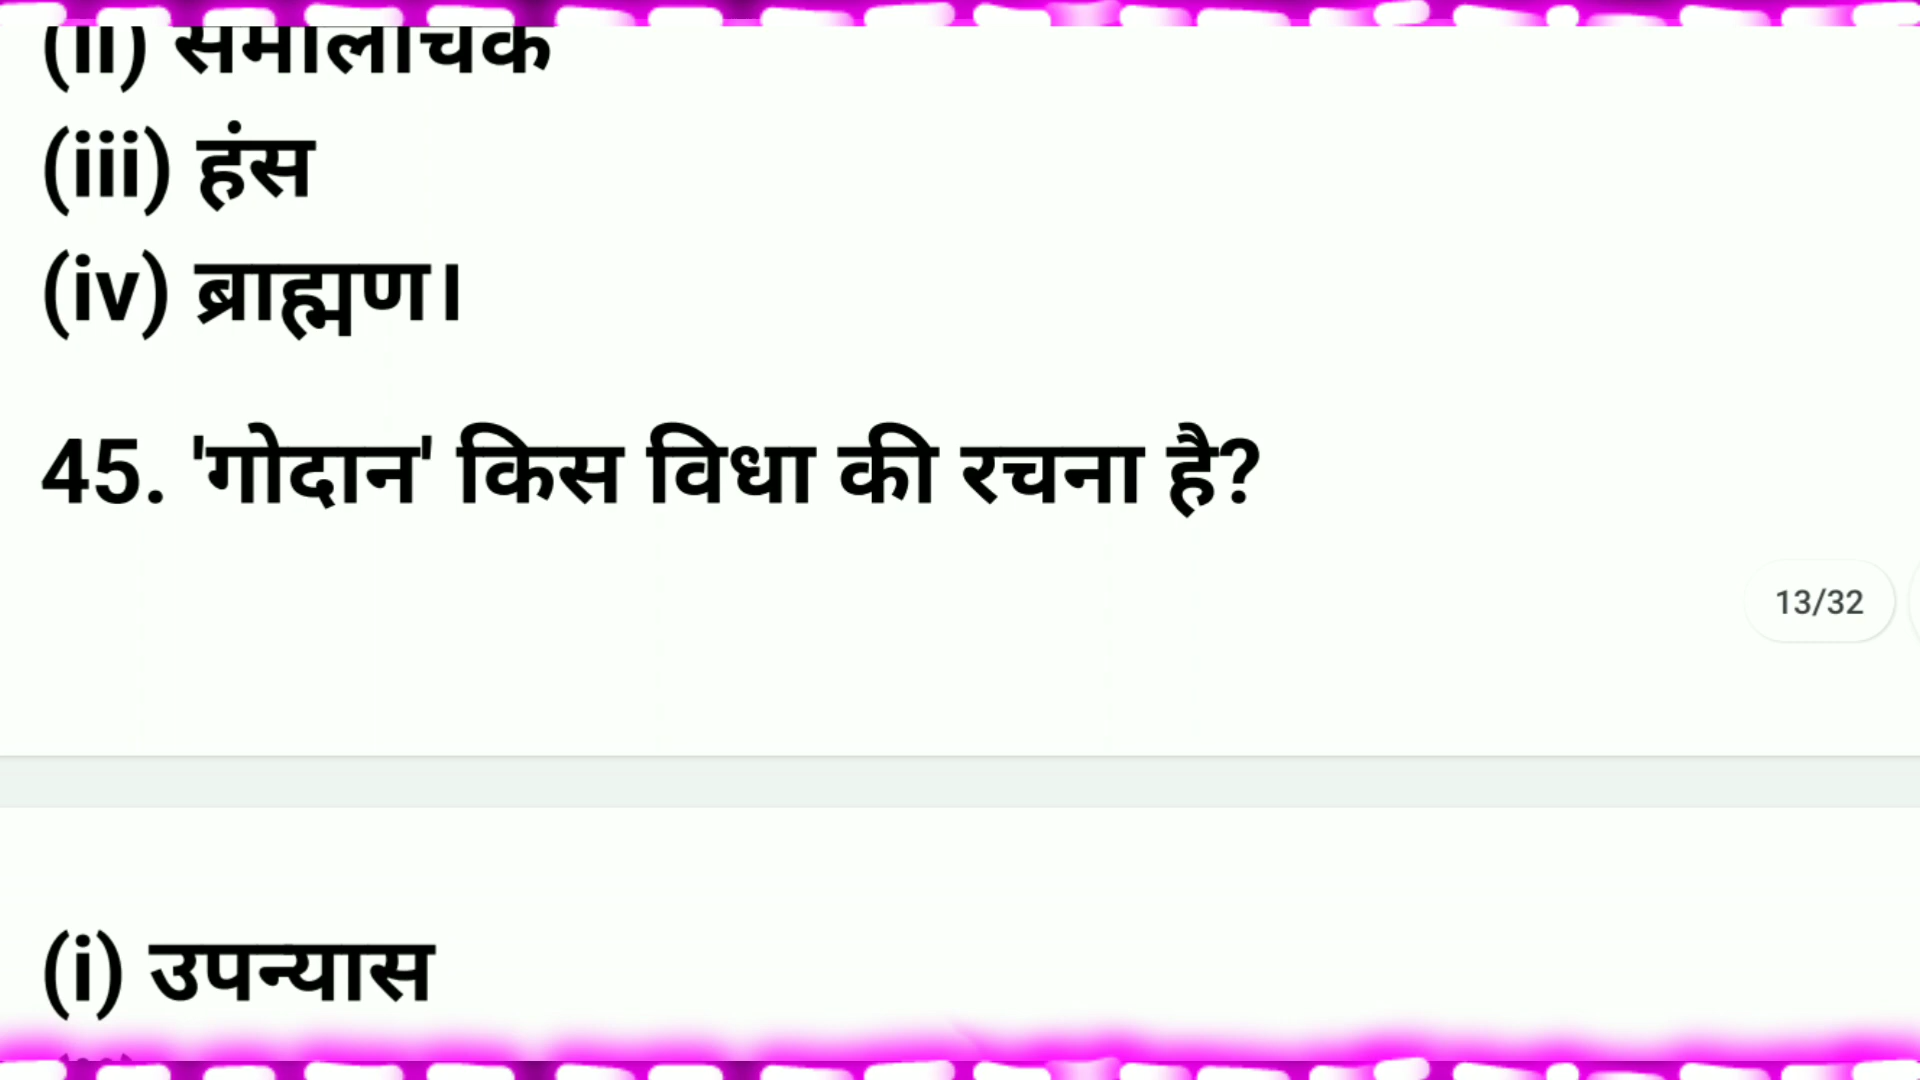 (ii) समालोचक
(iii) हंस
(iv) ब्राह्मण।
45. 'गोदान' किस विधा की रचना है?
13/32
(i) उपन्यास